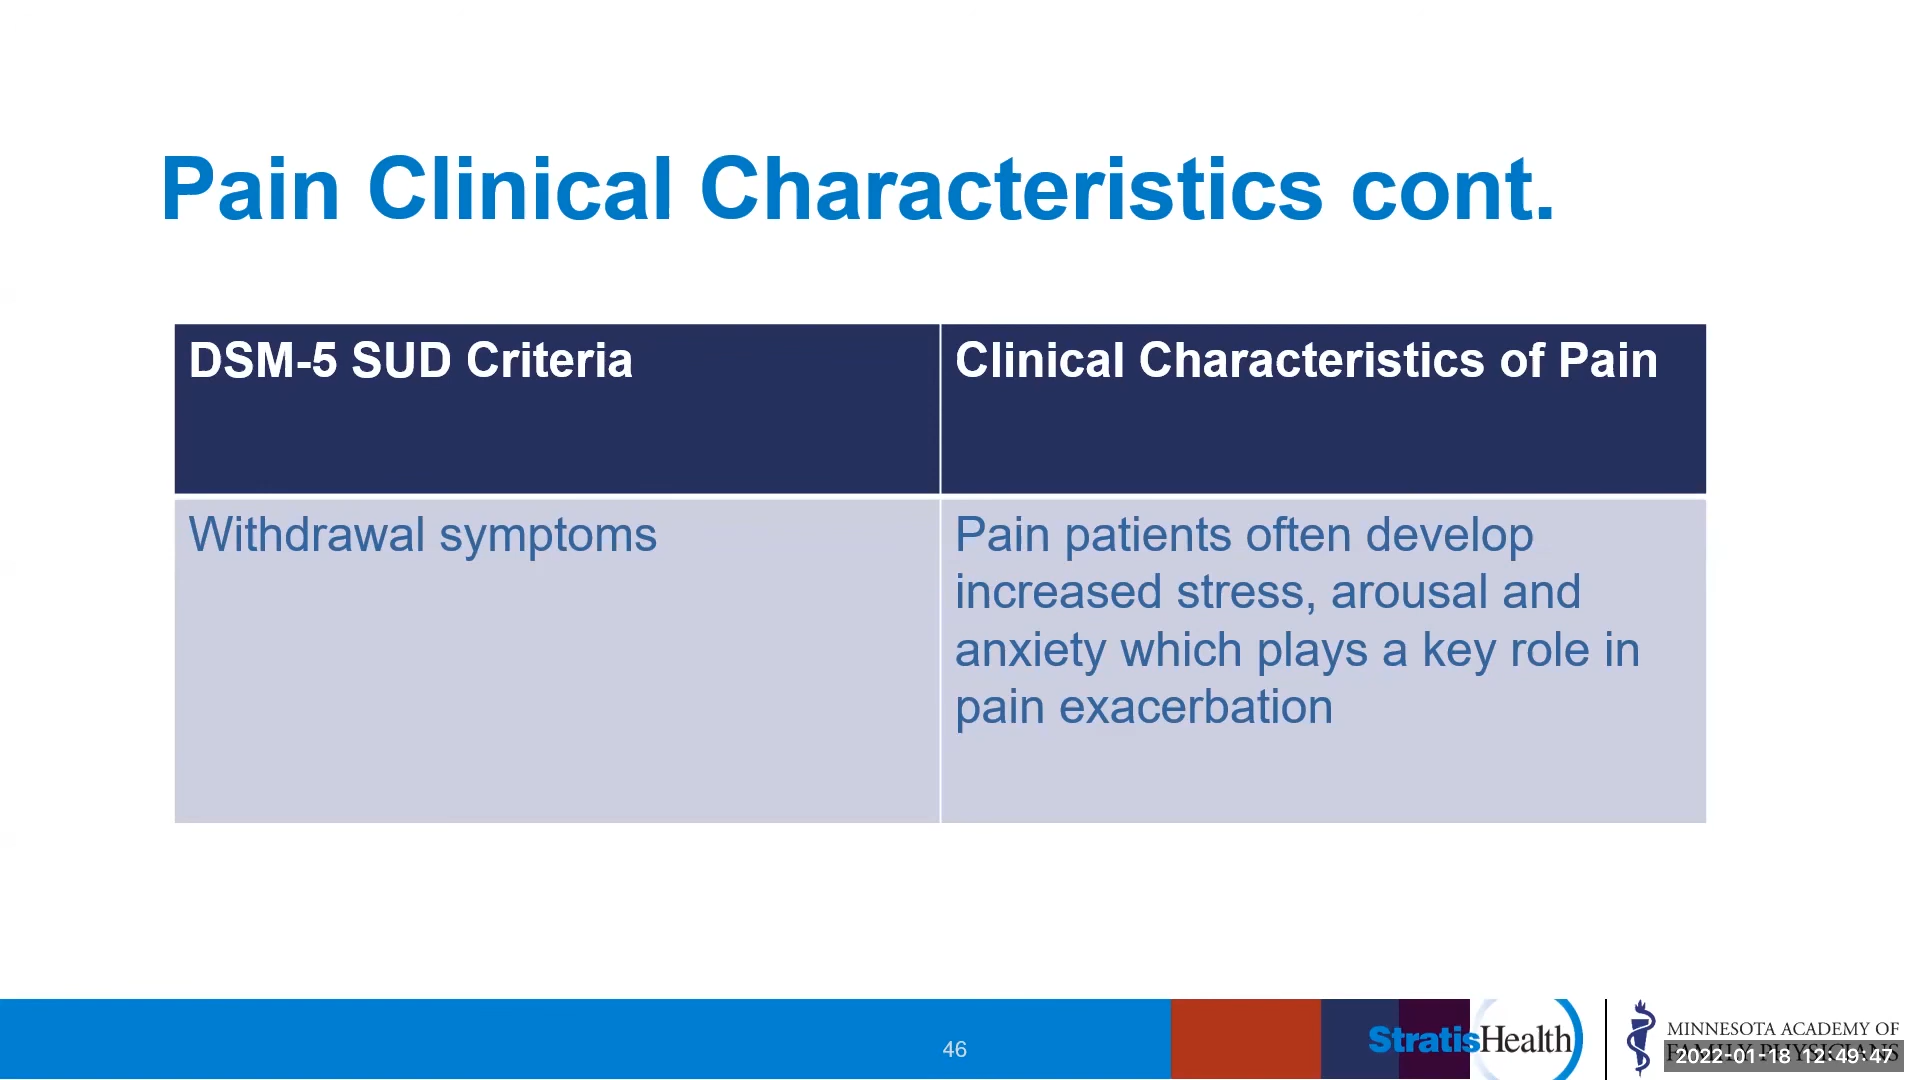 Pain Clinical Characteristics cont.
DSM-5 SUD Criteria
Clinical Characteristics of Pain
Withdrawal symptoms
Pain patients often develop
increased stress, arousal and
anxiety which plays a key role in
pain exacerbation
46
StratisHealth
MINNESOTA ACADEMY OF
FAMILY PHYSICIANS
2022-01-18 12:49:47